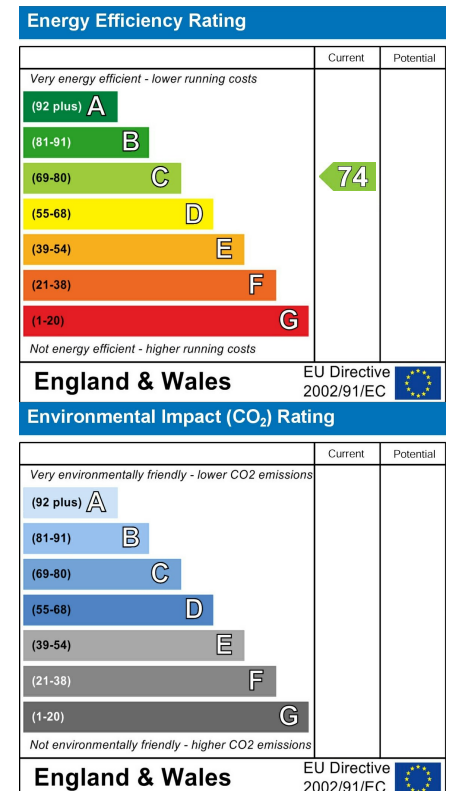 Energy Efficiency Rating
Current Potential
Very energy efficient - lower running costs
(92 plus) A
(81-91) B
(69-80) C 74
(55-68) D
(39-54) E
(21-38) F
(1-20) G
Not energy efficient - higher running costs
England & Wales
EU Directive
2002/91/EC
Environmental Impact (CO₂) Rating
Current Potential
Very environmentally friendly - lower CO2 emissions
(92 plus) A
(81-91) B
(69-80) C
(55-68) D
(39-54) E
(21-38) F
(1-20) G
Not environmentally friendly - higher CO2 emissions
England & Wales
EU Directive
2002/91/EC